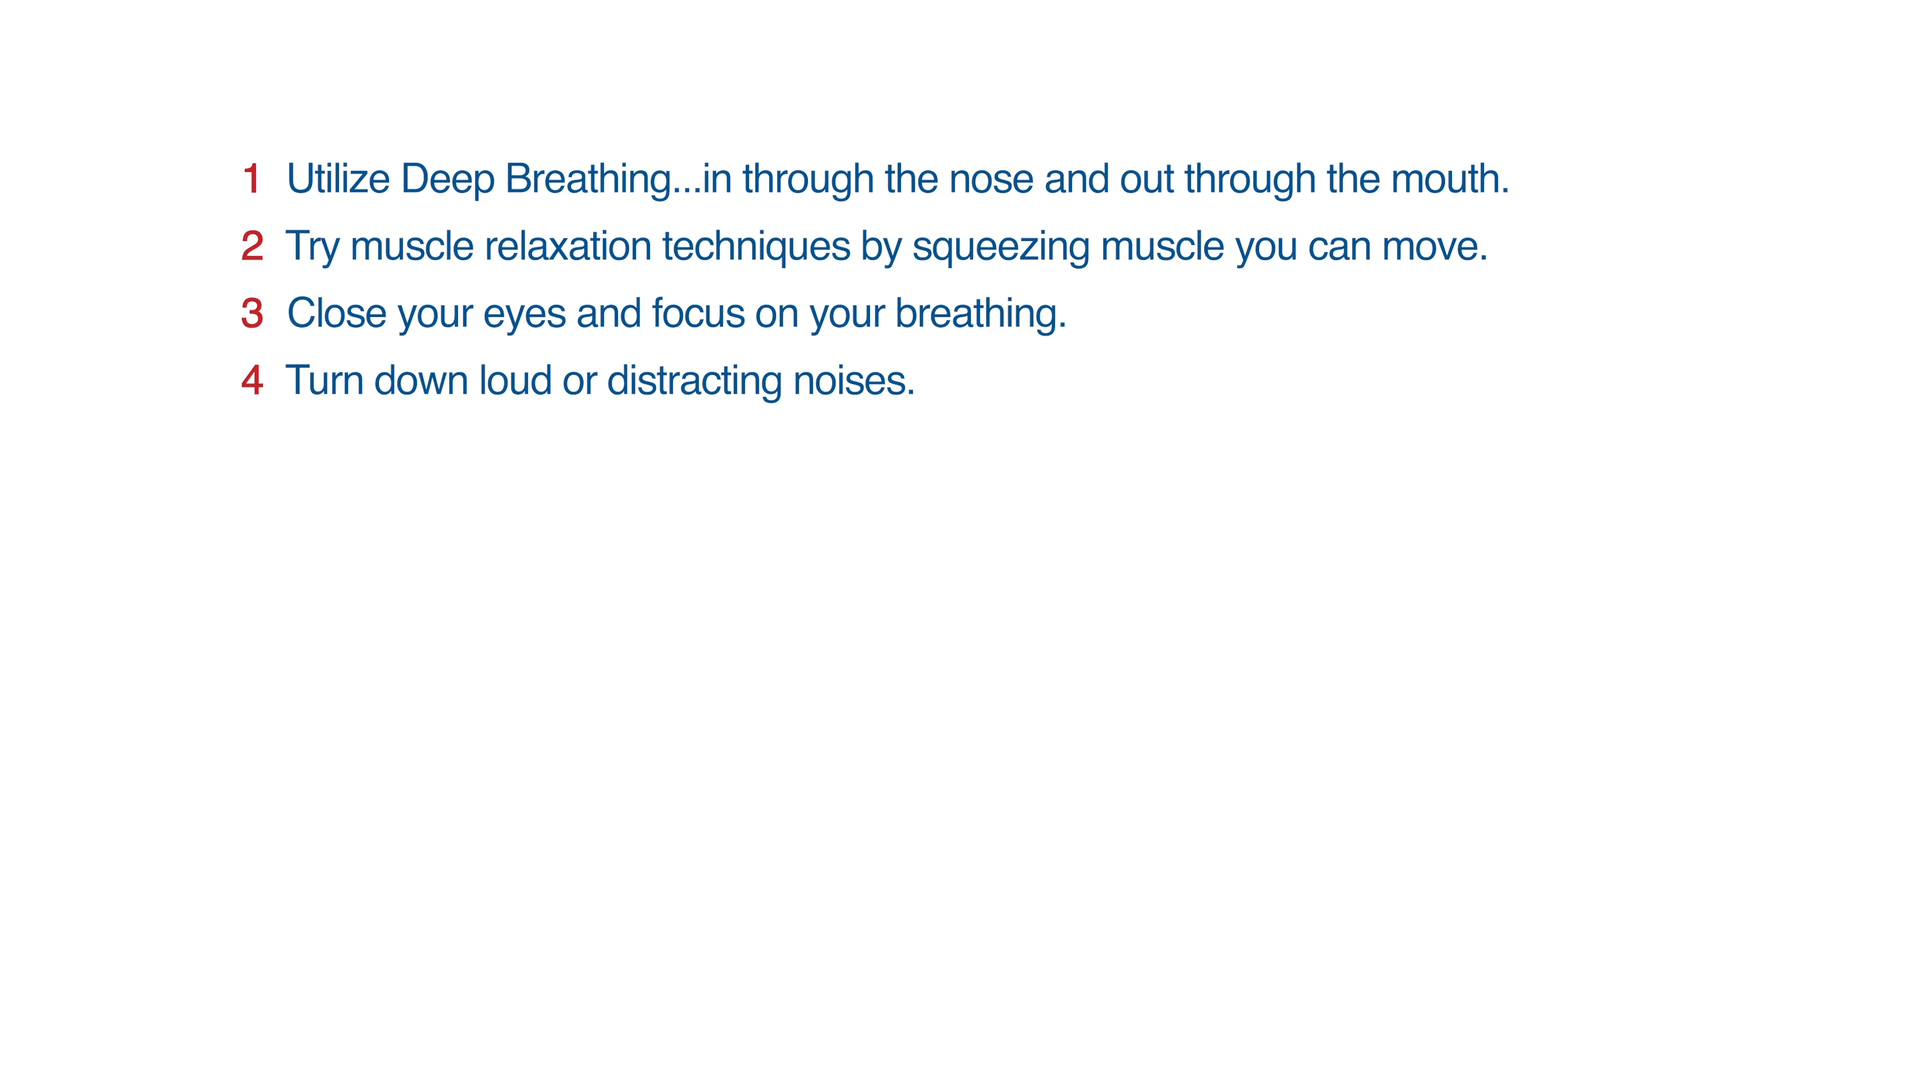 1 Utilize Deep Breathing...in through the nose and out through the mouth.
2 Try muscle relaxation techniques by squeezing muscle you can move.
3 Close your eyes and focus on your breathing.
4 Turn down loud or distracting noises.